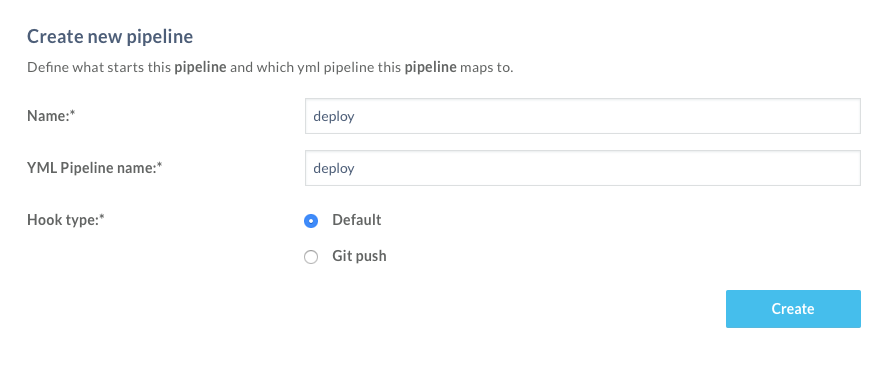 Create new pipeline
Define what starts this pipeline and which yml pipeline this pipeline maps to.
Name:* deploy
YML Pipeline name:* deploy
Hook type:* Default
Git push
Create